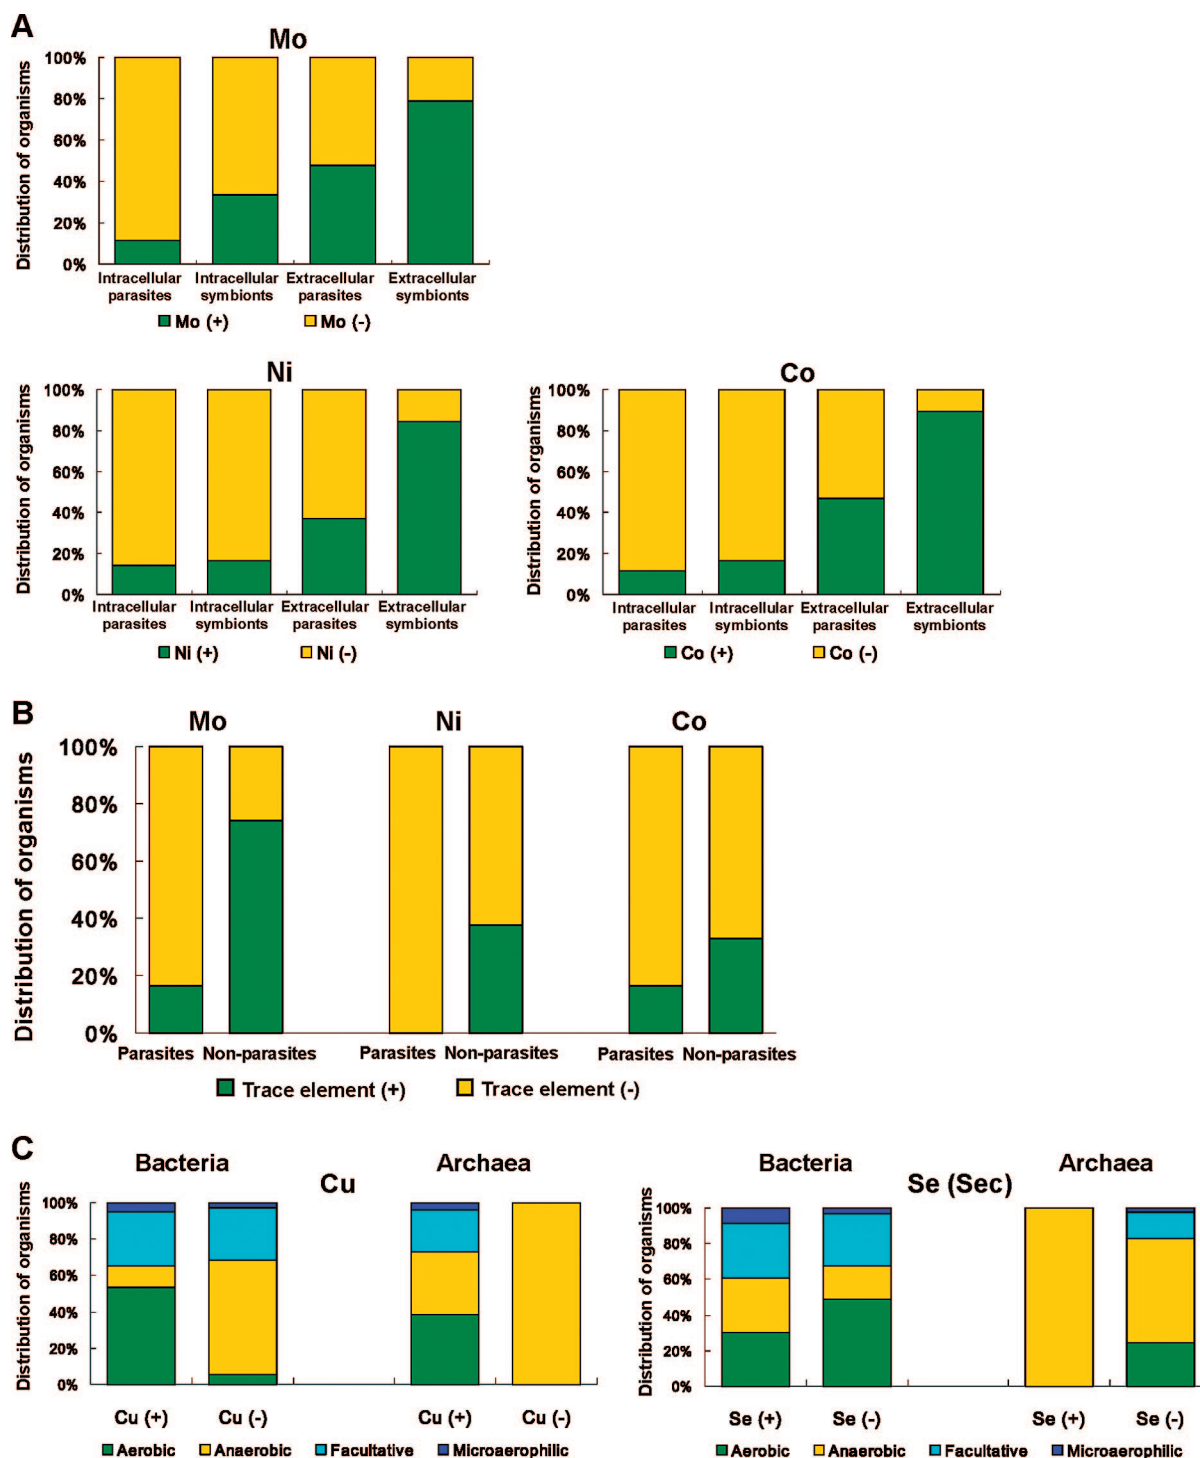 A
Mo
Distribution of organisms
100%
80%
60%
40%
20%
0%
Intracellular parasites
Intracellular symbionts
Extracellular parasites
Extracellular symbionts
Mo (+)
Mo (-)
Ni
Distribution of organisms
100%
80%
60%
40%
20%
0%
Intracellular parasites
Intracellular symbionts
Extracellular parasites
Extracellular symbionts
Ni (+)
Ni (-)
Co
Distribution of organisms
100%
80%
60%
40%
20%
0%
Intracellular parasites
Intracellular symbionts
Extracellular parasites
Extracellular symbionts
Co (+)
Co (-)
B
Mo
Ni
Co
Distribution of organisms
100%
80%
60%
40%
20%
0%
Parasites Non-parasites
Parasites Non-parasites
Parasites Non-parasites
Trace element (+)
Trace element (-)
C
Bacteria
Archaea
Cu
Distribution of organisms
100%
80%
60%
40%
20%
0%
Cu (+)
Cu (-)
Cu (+)
Cu (-)
Aerobic
Anaerobic
Facultative
Microaerophilic
Bacteria
Archaea
Se (Sec)
Distribution of organisms
100%
80%
60%
40%
20%
0%
Se (+)
Se (-)
Se (+)
Se (-)
Aerobic
Anaerobic
Facultative
Microaerophilic